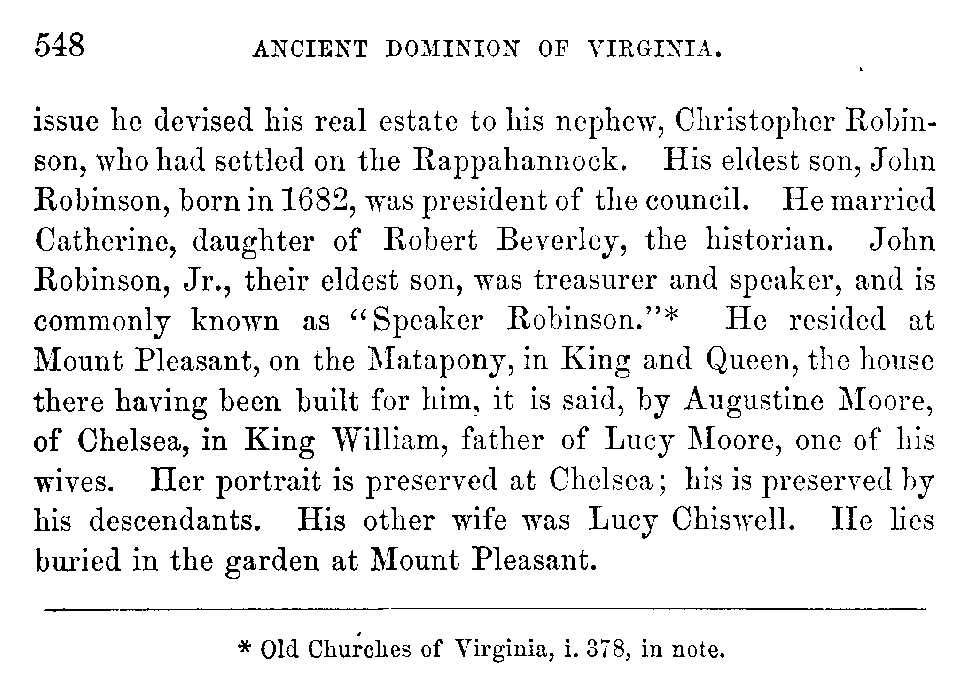 548 ANCIENT DOMINION OF VIRGINIA.
issue he devised his real estate to his nephew, Christopher Robin-
son, who had settled on the Rappahannock. His eldest son, John
Robinson, born in 1682, was president of the council. He married
Catherine, daughter of Robert Beverley, the historian. John
Robinson, Jr., their eldest son, was treasurer and speaker, and is
commonly known as "Speaker Robinson."* He resided at
Mount Pleasant, on the Matapony, in King and Queen, the house
there having been built for him, it is said, by Augustine Moore,
of Chelsea, in King William, father of Lucy Moore, one of his
wives. Her portrait is preserved at Chelsea; his is preserved by
his descendants. His other wife was Lucy Chiswell. He lies
buried in the garden at Mount Pleasant.
* Old Churches of Virginia, i. 378, in note.